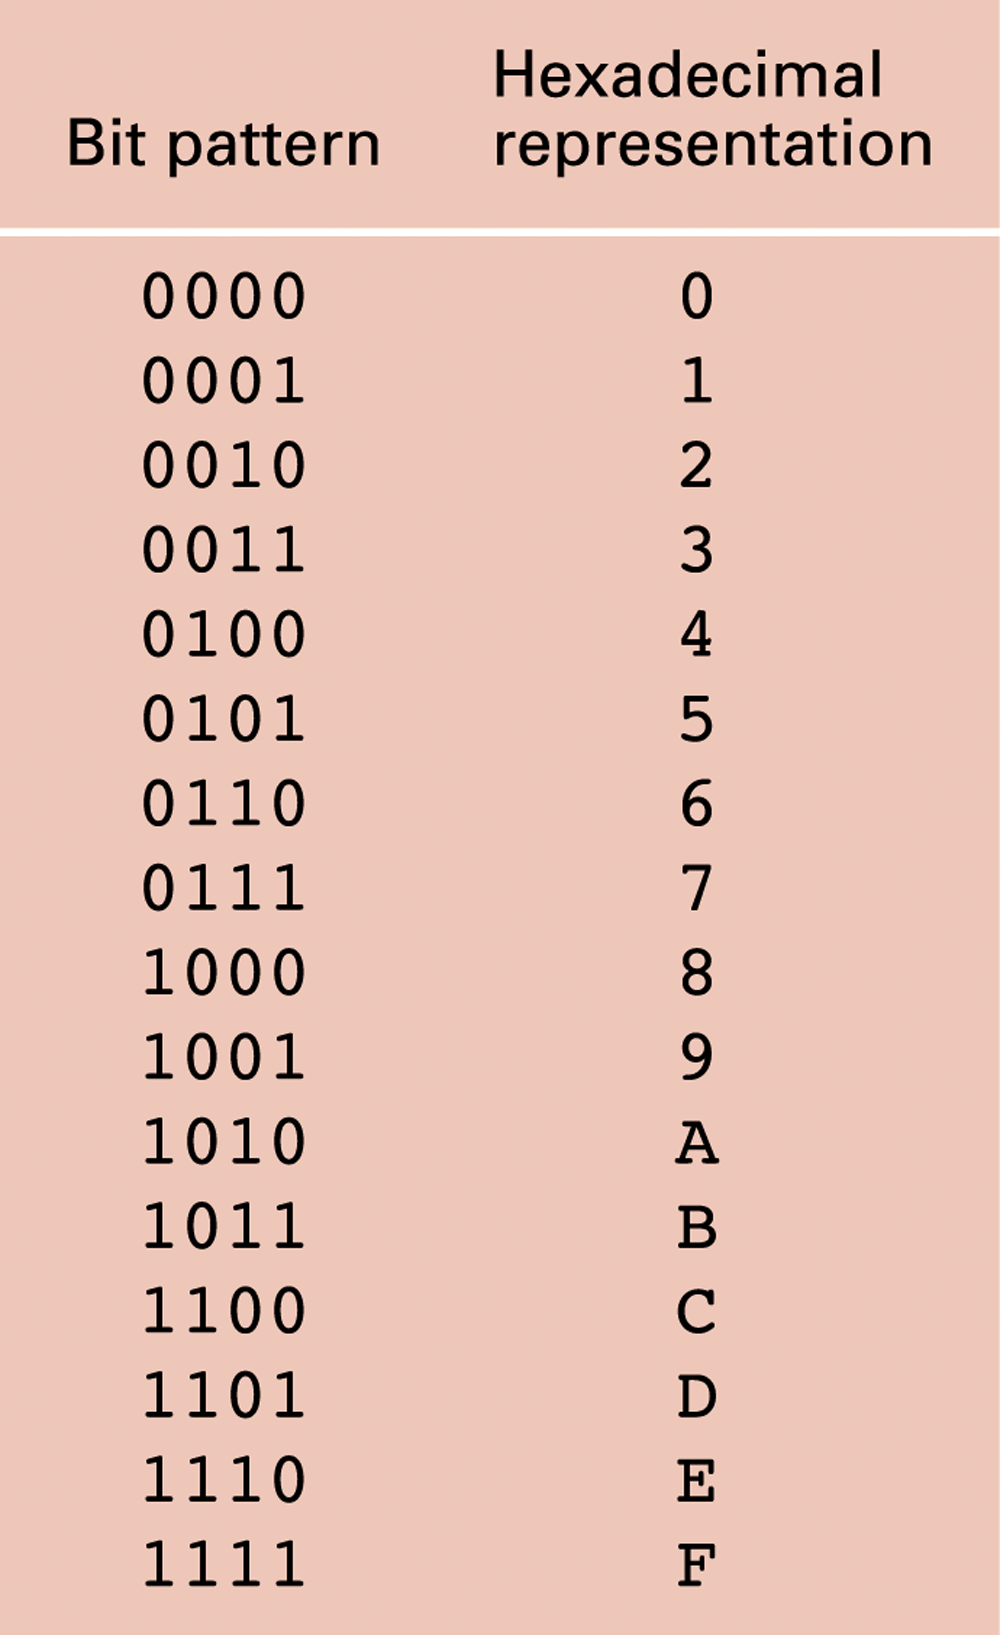 Hexadecimal
Bit pattern representation
0000 0
0001 1
0010 2
0011 3
0100 4
0101 5
0110 6
0111 7
1000 8
1001 9
1010 A
1011 B
1100 C
1101 D
1110 E
1111 F